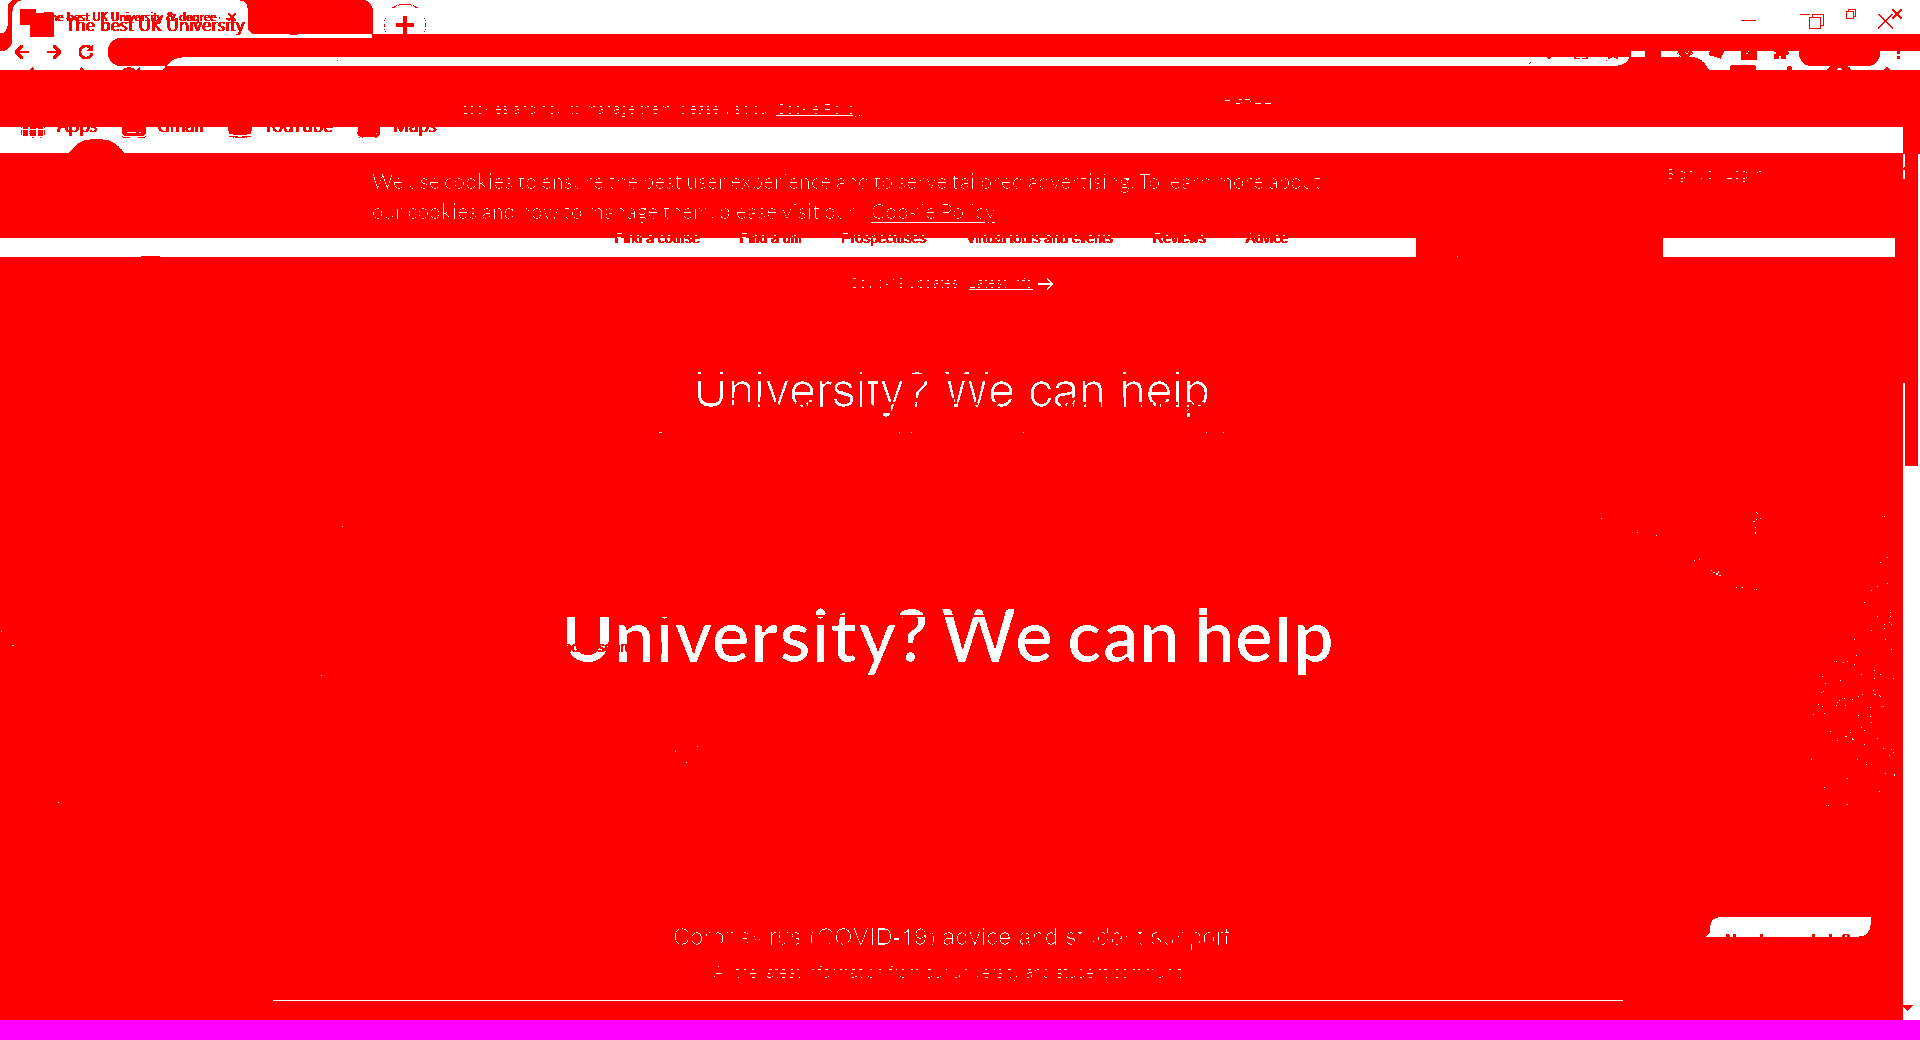 The best UK University & degree
The best UK University
Apps Gmail YouTube Maps
cookies and how to manage them please visit our Cookie Policy
We use cookies to ensure the best user experience and to serve tailored advertising. To learn more about
our cookies and how to manage them please visit our Cookie Policy
Find a course Find a uni Prospectuses Virtual tours and events Reviews Advice
Covid-19 updates Latest info
University? We can help
University? We can help
Coronavirus (COVID-19) advice and student support
All the latest information from our university and student community